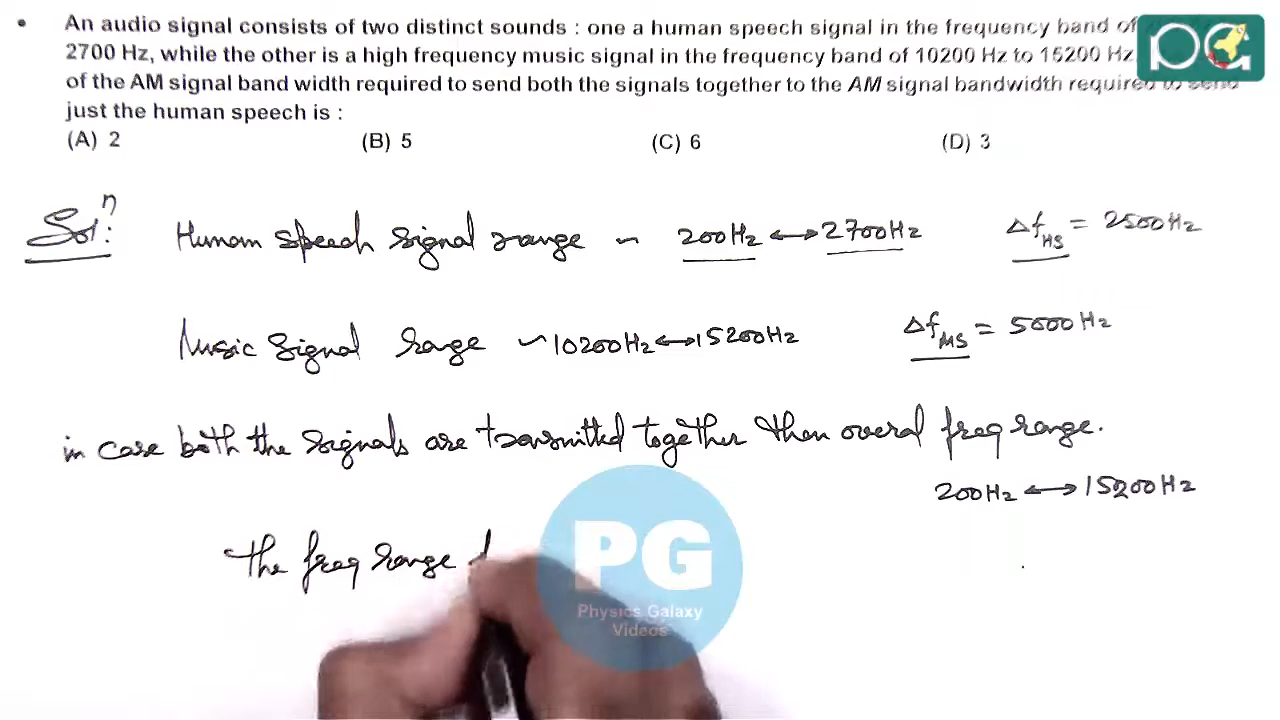 • An audio signal consists of two distinct sounds : one a human speech signal in the frequency band of
2700 Hz, while the other is a high frequency music signal in the frequency band of 10200 Hz to 15200 Hz.
of the AM signal band width required to send both the signals together to the AM signal bandwidth required to send
just the human speech is :
(A) 2 (B) 5 (C) 6 (D) 3
PG
Solⁿ: Human speech signal range ~ 200Hz ↔ 2700Hz Δf_HS = 2500Hz
Music signal range ~ 10200Hz ↔ 15200Hz Δf_MS = 5000Hz
in case both the signals are transmitted together then overal freq range.
200Hz ↔ 15200Hz
The freq range
PG
Physics Galaxy
Videos